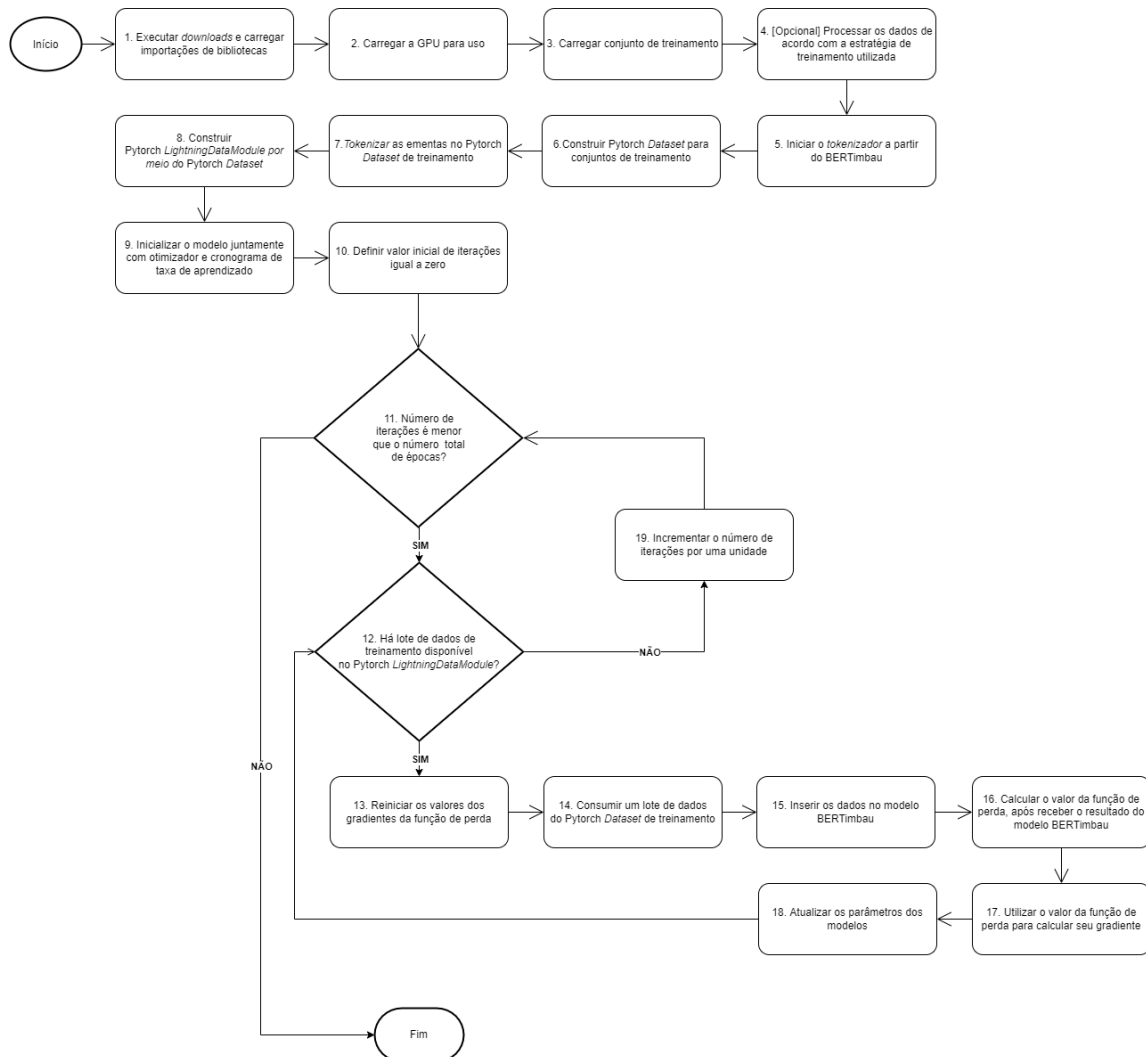 Início
1. Executar downloads e carregar
importações de bibliotecas
2. Carregar a GPU para uso
3. Carregar conjunto de treinamento
4. [Opcional] Processar os dados de
acordo com a estratégia de
treinamento utilizada
5. Iniciar o tokenizador a partir
do BERTimbau
6.Construir Pytorch Dataset para
conjuntos de treinamento
7.Tokenizar as ementas no Pytorch
Dataset de treinamento
8. Construir
Pytorch LightningDataModule por
meio do Pytorch Dataset
9. Inicializar o modelo juntamente
com otimizador e cronograma de
taxa de aprendizado
10. Definir valor inicial de iterações
igual a zero
11. Número de
iterações é menor
que o número total
de épocas?
SIM
12. Há lote de dados de
treinamento disponível
no Pytorch LightningDataModule?
NÃO
19. Incrementar o número de
iterações por uma unidade
SIM
NÃO
13. Reiniciar os valores dos
gradientes da função de perda
14. Consumir um lote de dados
do Pytorch Dataset de treinamento
15. Inserir os dados no modelo
BERTimbau
16. Calcular o valor da função de
perda, após receber o resultado do
modelo BERTimbau
17. Utilizar o valor da função de
perda para calcular seu gradiente
18. Atualizar os parâmetros dos
modelos
Fim